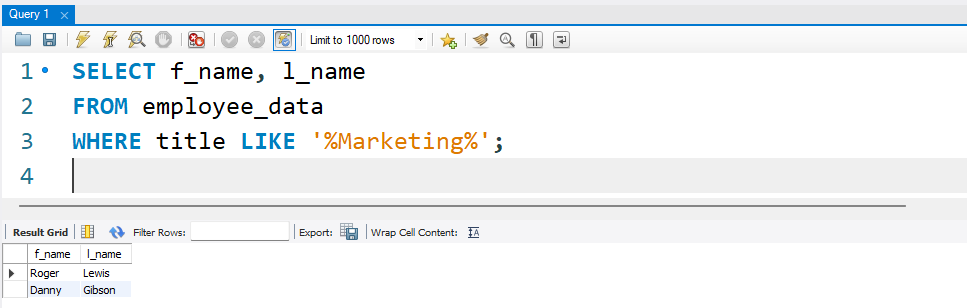 Query 1
Limit to 1000 rows
1 SELECT f_name, l_name
2 FROM employee_data
3 WHERE title LIKE '%Marketing%';
4
Result Grid Filter Rows: Export: Wrap Cell Content:
f_name l_name
Roger Lewis
Danny Gibson